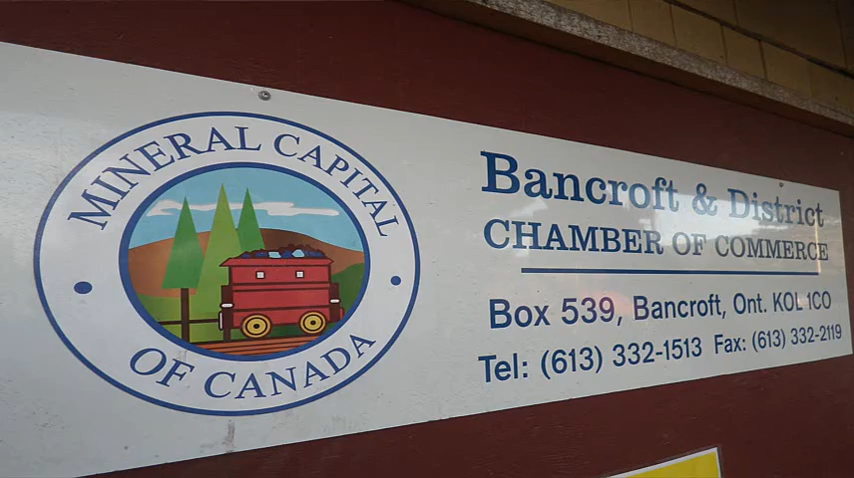 MINERAL CAPITAL
OF CANADA
Bancroft & District
CHAMBER OF COMMERCE
Box 539, Bancroft, Ont. KOL 1CO
Tel: (613) 332-1513 Fax: (613) 332-2119